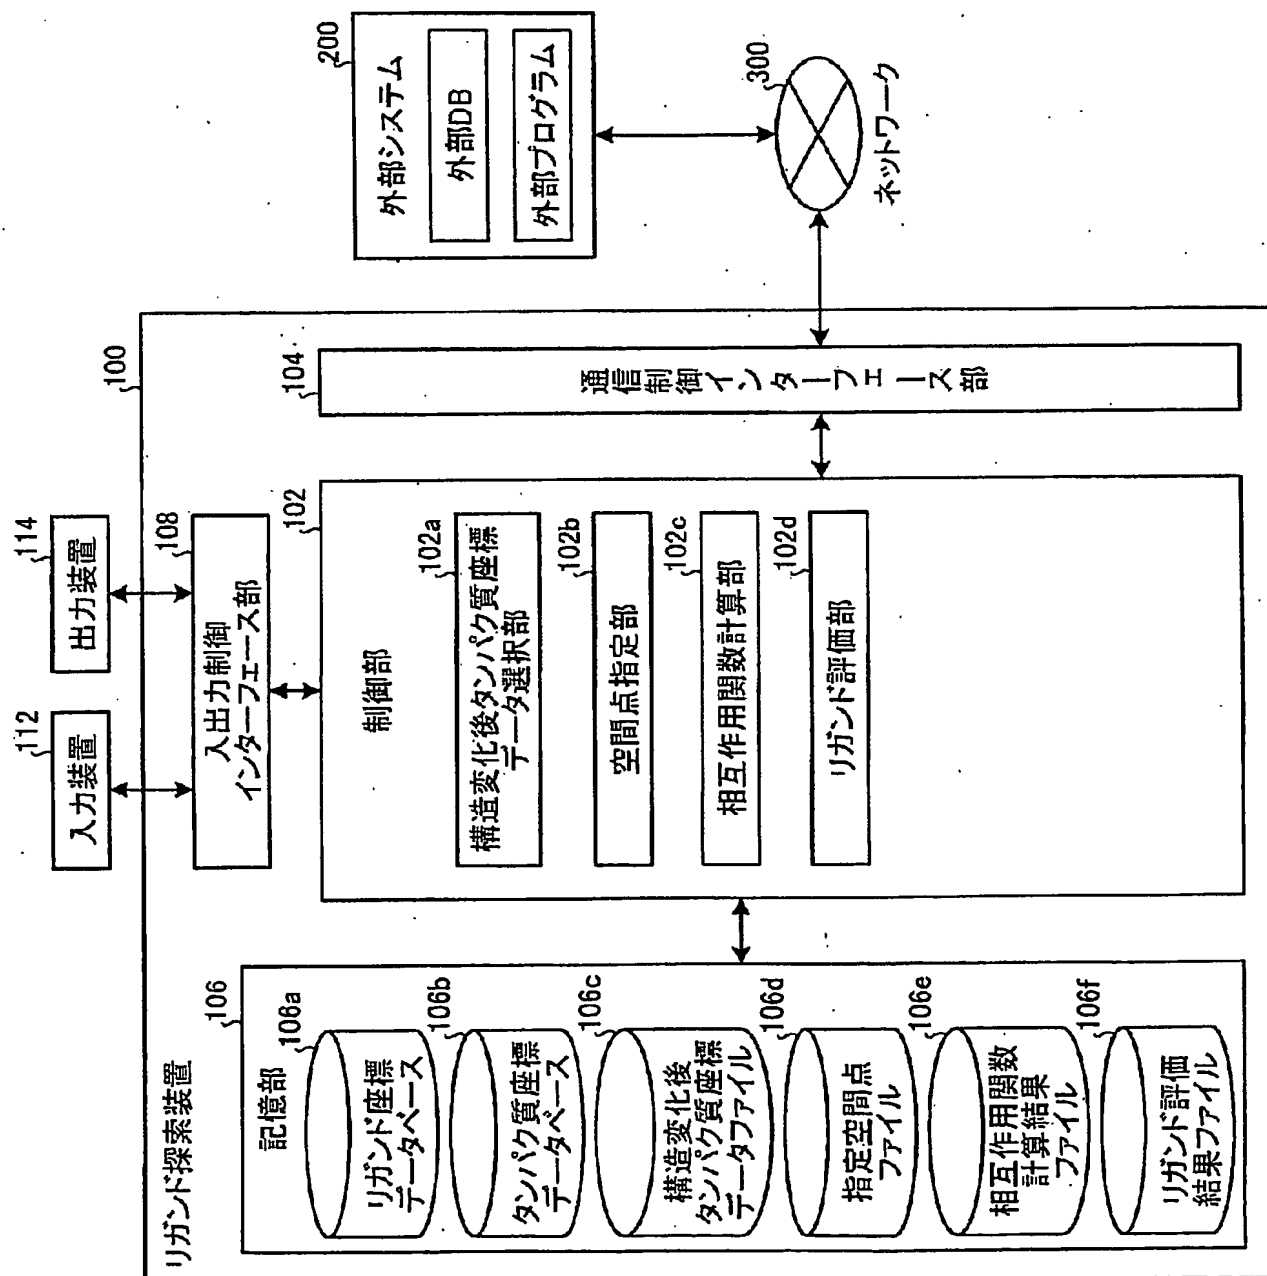 リガンド探索装置
100
112
入力装置
114
出力装置
108
入出力制御
インターフェース部
102
制御部
102a
構造変化後タンパク質座標
データ選択部
102b
空間点指定部
102c
相互作用関数計算部
102d
リガンド評価部
104
通信制御インターフェース部
106
記憶部
106a
リガンド座標
データベース
106b
タンパク質座標
データベース
106c
構造変化後
タンパク質座標
データファイル
106d
指定空間点
ファイル
106e
相互作用関数
計算結果
ファイル
106f
リガンド評価
結果ファイル
200
外部システム
外部DB
外部プログラム
300
ネットワーク